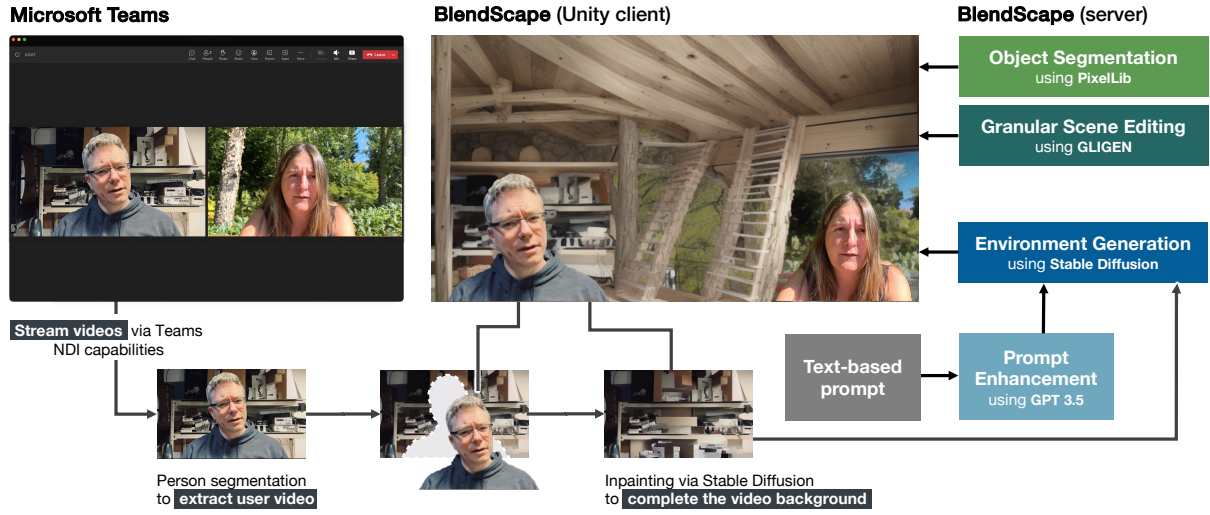 Microsoft Teams
BlendScape (Unity client)
BlendScape (server)
Leave
Object Segmentation
using PixelLib
Granular Scene Editing
using GLIGEN
Environment Generation
using Stable Diffusion
Stream videos via Teams
NDI capabilities
Text-based
prompt
Prompt
Enhancement
using GPT 3.5
Person segmentation
to extract user video
Inpainting via Stable Diffusion
to complete the video background